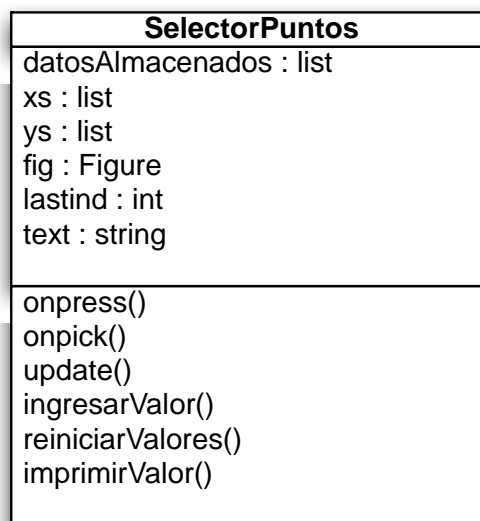 SelectorPuntos
datosAlmacenados : list
xs : list
ys : list
fig : Figure
lastind : int
text : string
onpress()
onpick()
update()
ingresarValor()
reiniciarValores()
imprimirValor()